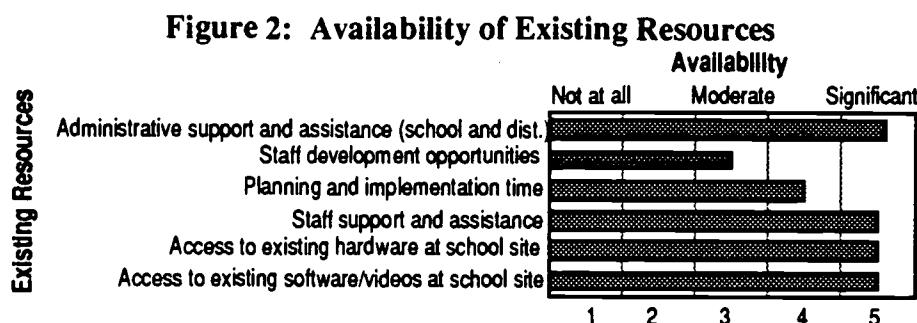 Figure 2: Availability of Existing Resources
Availability
Not at all Moderate Significant
Existing Resources
Administrative support and assistance (school and dist.)
Staff development opportunities
Planning and implementation time
Staff support and assistance
Access to existing hardware at school site
Access to existing software/videos at school site
1 2 3 4 5